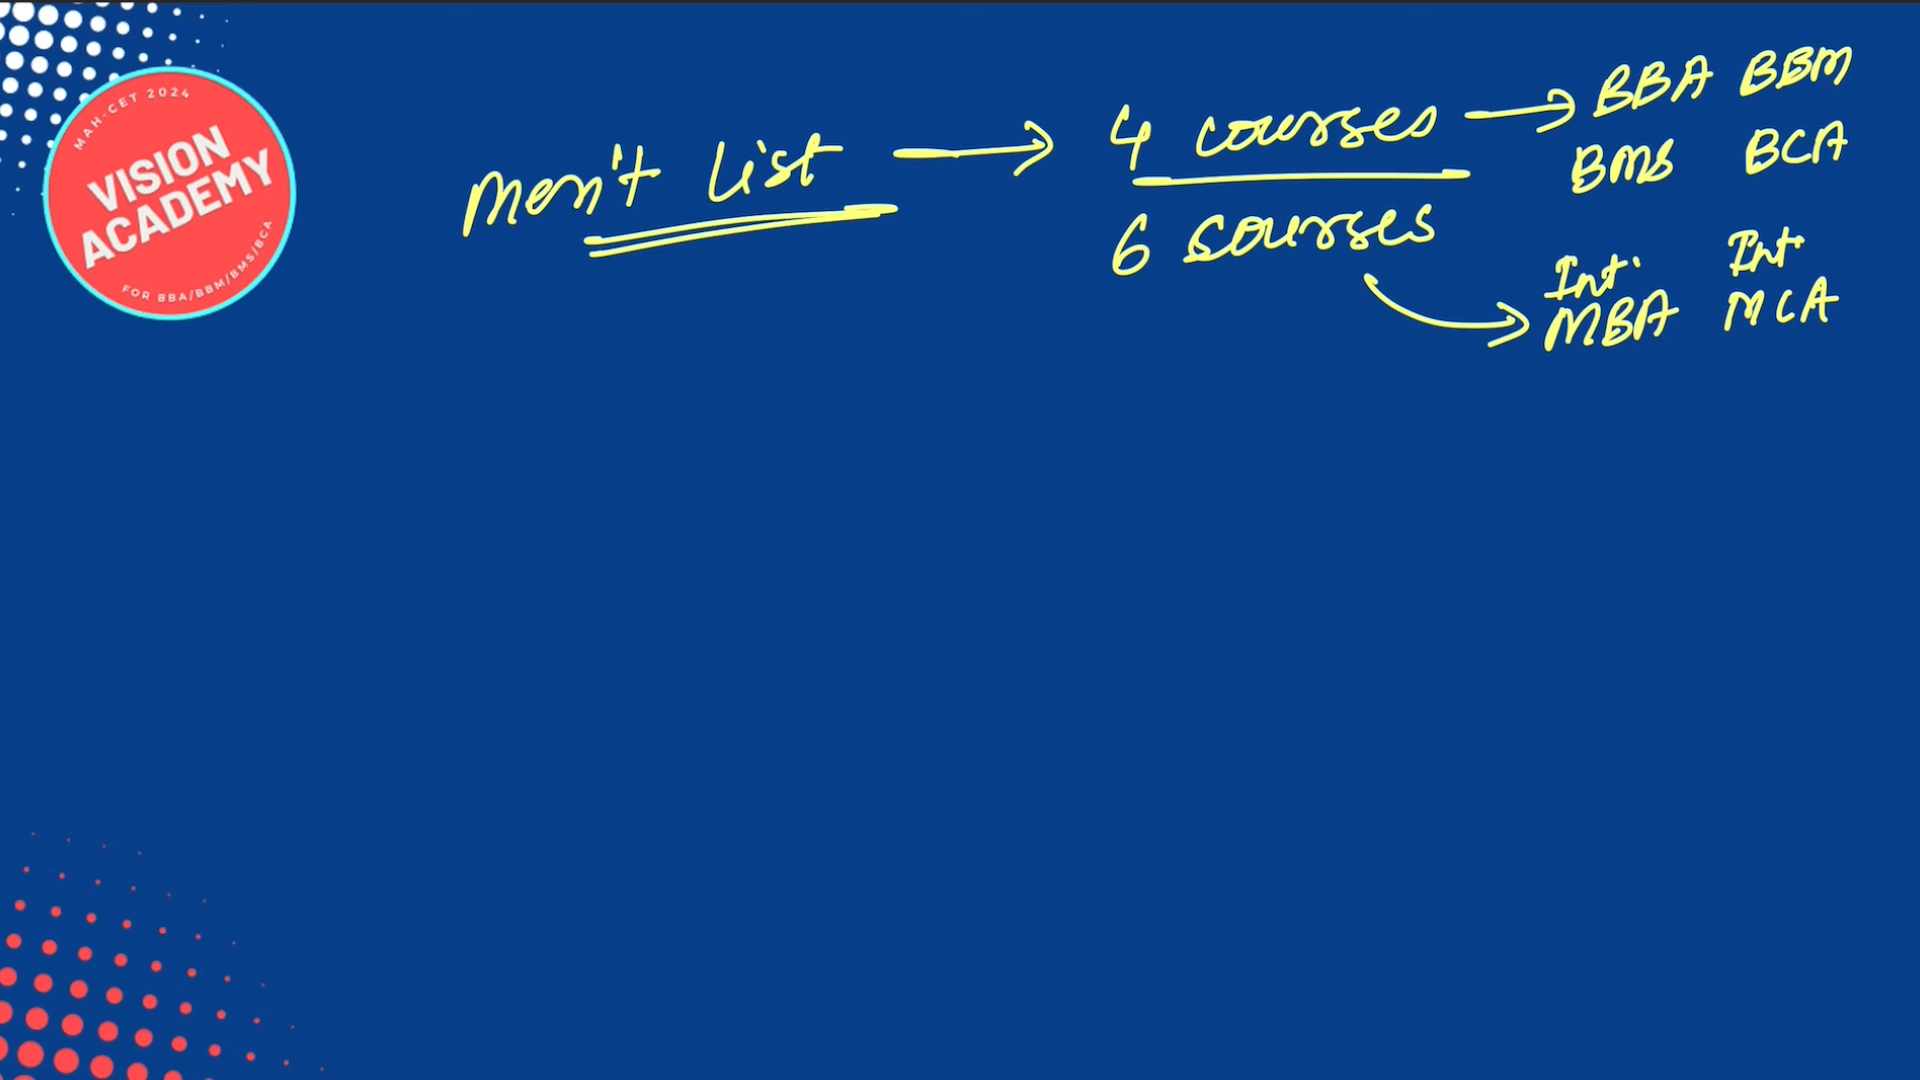 MAH-CET 2024
VISION
ACADEMY
FOR BBA/BBM/BMS/BCA
Merit List → 4 courses → BBA BBM
BMS BCA
6 courses
Int. Int.
MBA MCA